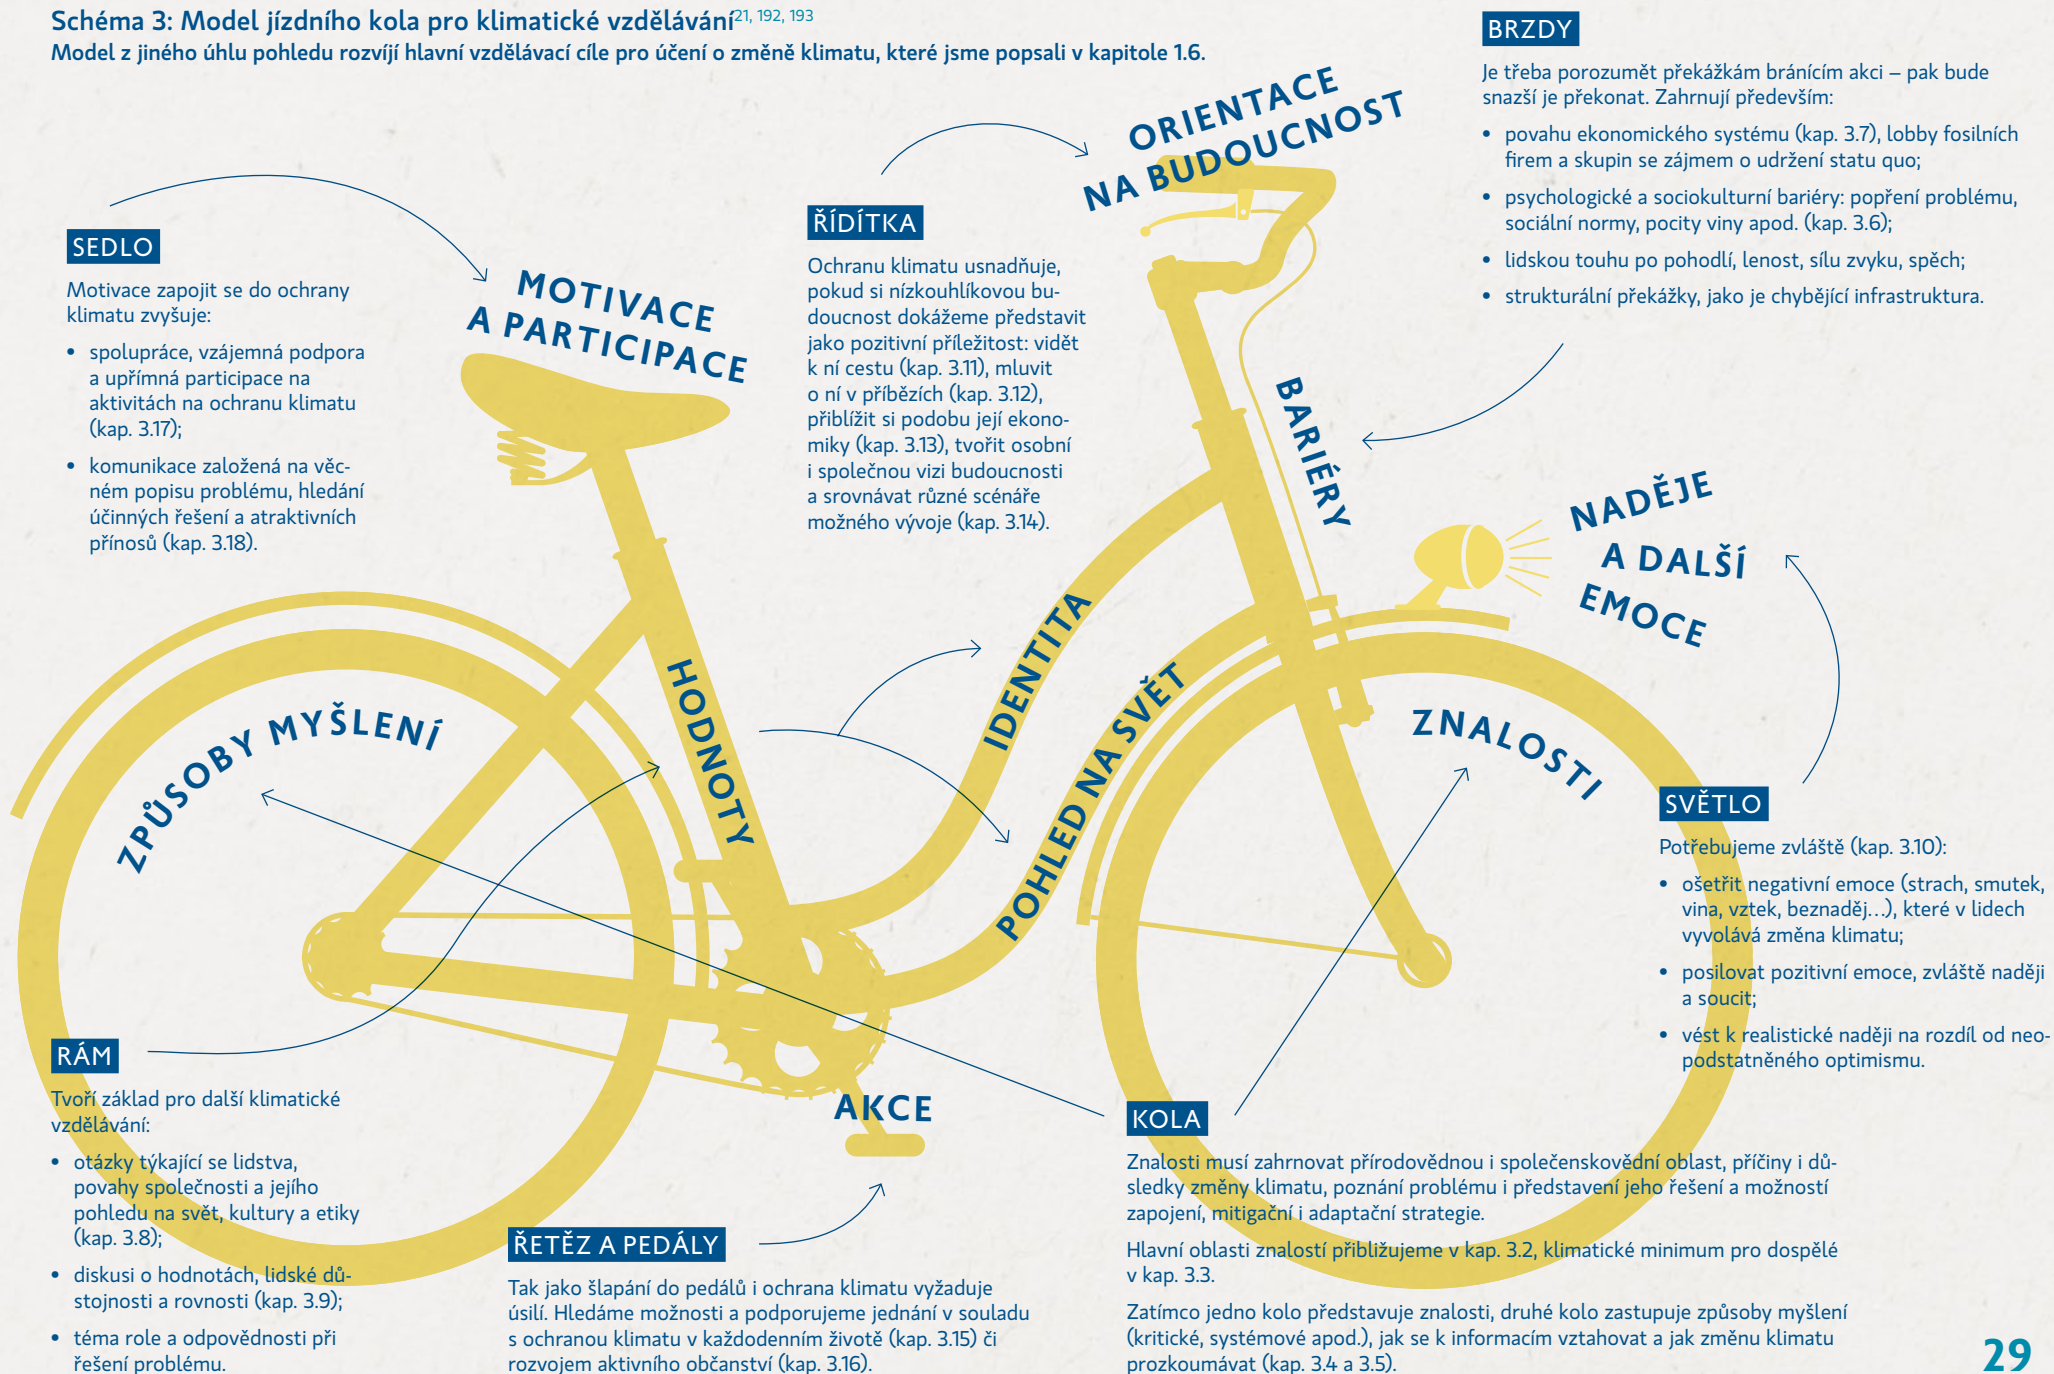 Schéma 3: Model jízdního kola pro klimatické vzdělávání21, 192, 193
Model z jiného úhlu pohledu rozvíjí hlavní vzdělávací cíle pro učení o změně klimatu, které jsme popsali v kapitole 1.6.
SEDLO
Motivace zapojit se do ochrany
klimatu zvyšuje:
• spolupráce, vzájemná podpora
a upřímná participace na
aktivitách na ochranu klimatu
(kap. 3.17);
• komunikace založená na věc-
ném popisu problému, hledání
účinných řešení a atraktivních
přínosů (kap. 3.18).
MOTIVACE
A PARTICIPACE
ŘÍDÍTKA
Ochranu klimatu usnadňuje,
pokud si nízkouhlíkovou bu-
doucnost dokážeme představit
jako pozitivní příležitost: vidět
k ní cestu (kap. 3.11), mluvit
o ní v příbězích (kap. 3.12),
přiblížit si podobu její ekono-
miky (kap. 3.13), tvořit osobní
i společnou vizi budoucnosti
a srovnávat různé scénáře
možného vývoje (kap. 3.14).
ORIENTACE
NA BUDOUCNOST
BRZDY
Je třeba porozumět překážkám bránícím akci – pak bude
snazší je překonat. Zahrnují především:
• povahu ekonomického systému (kap. 3.7), lobby fosilních
firem a skupin se zájmem o udržení statu quo;
• psychologické a sociokulturní bariéry: popření problému,
sociální normy, pocity viny apod. (kap. 3.6);
• lidskou touhu po pohodlí, lenost, sílu zvyku, spěch;
• strukturální překážky, jako je chybějící infrastruktura.
BARIÉRY
NADĚJE
A DALŠÍ
EMOCE
ZPŮSOBY MYŠLENÍ
HODNOTY
IDENTITA
POHLED NA SVĚT
ZNALOSTI
SVĚTLO
Potřebujeme zvláště (kap. 3.10):
• ošetřit negativní emoce (strach, smutek,
vina, vztek, beznaděj…), které v lidech
vyvolává změna klimatu;
• posilovat pozitivní emoce, zvláště naději
a soucit;
• vést k realistické naději na rozdíl od neo-
podstatněného optimismu.
RÁM
Tvoří základ pro další klimatické
vzdělávání:
• otázky týkající se lidstva,
povahy společnosti a jejího
pohledu na svět, kultury a etiky
(kap. 3.8);
• diskusi o hodnotách, lidské dů-
stojnosti a rovnosti (kap. 3.9);
• téma role a odpovědnosti při
řešení problému.
AKCE
ŘETĚZ A PEDÁLY
Tak jako šlapání do pedálů i ochrana klimatu vyžaduje
úsilí. Hledáme možnosti a podporujeme jednání v souladu
s ochranou klimatu v každodenním životě (kap. 3.15) či
rozvojem aktivního občanství (kap. 3.16).
KOLA
Znalosti musí zahrnovat přírodovědnou i společenskovědní oblast, příčiny i dů-
sledky změny klimatu, poznání problému i představení jeho řešení a možností
zapojení, mitigační i adaptační strategie.
Hlavní oblasti znalostí přibližujeme v kap. 3.2, klimatické minimum pro dospělé
v kap. 3.3.
Zatímco jedno kolo představuje znalosti, druhé kolo zastupuje způsoby myšlení
(kritické, systémové apod.), jak se k informacím vztahovat a jak změnu klimatu
prozkoumávat (kap. 3.4 a 3.5).
29